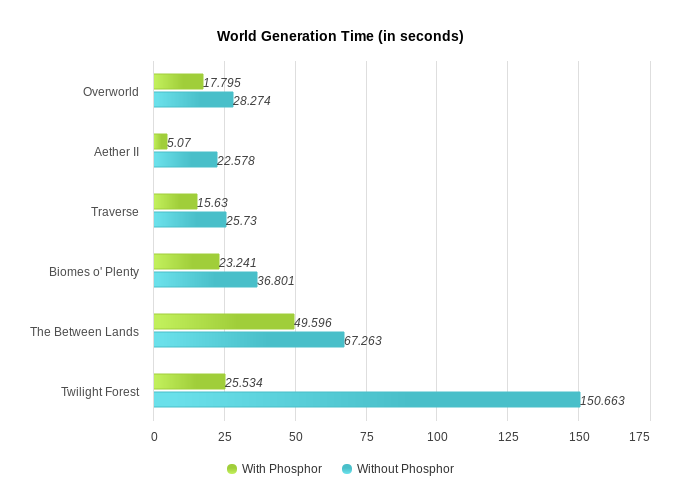 World Generation Time (in seconds)
Overworld
17.795
28.274
Aether II
5.07
22.578
Traverse
15.63
25.73
Biomes o' Plenty
23.241
36.801
The Between Lands
49.596
67.263
Twilight Forest
25.534
150.663
0 25 50 75 100 125 150 175
With Phosphor Without Phosphor